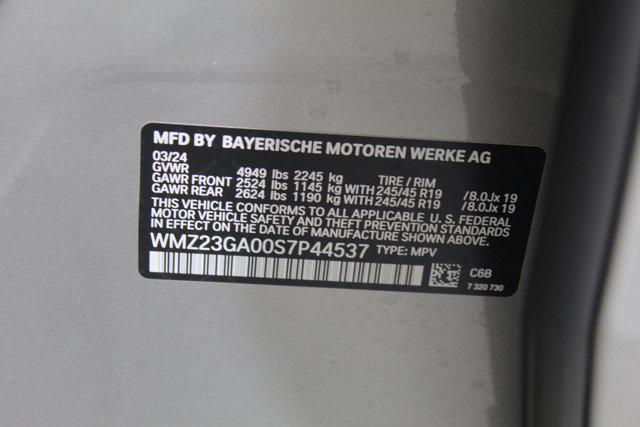 MFD BY BAYERISCHE MOTOREN WERKE AG
03/24
GVWR 4949 lbs 2245 kg TIRE / RIM
GAWR FRONT 2524 lbs 1145 kg WITH 245/45 R19 /8.0Jx 19
GAWR REAR 2624 lbs 1190 kg WITH 245/45 R19 /8.0Jx 19
THIS VEHICLE CONFORMS TO ALL APPLICABLE U.S. FEDERAL
MOTOR VEHICLE SAFETY AND THEFT PREVENTION STANDARDS
IN EFFECT ON THE DATE OF MANUFACTURE SHOWN ABOVE.
WMZ23GA00S7P44537 TYPE: MPV
C6B
7 320 730